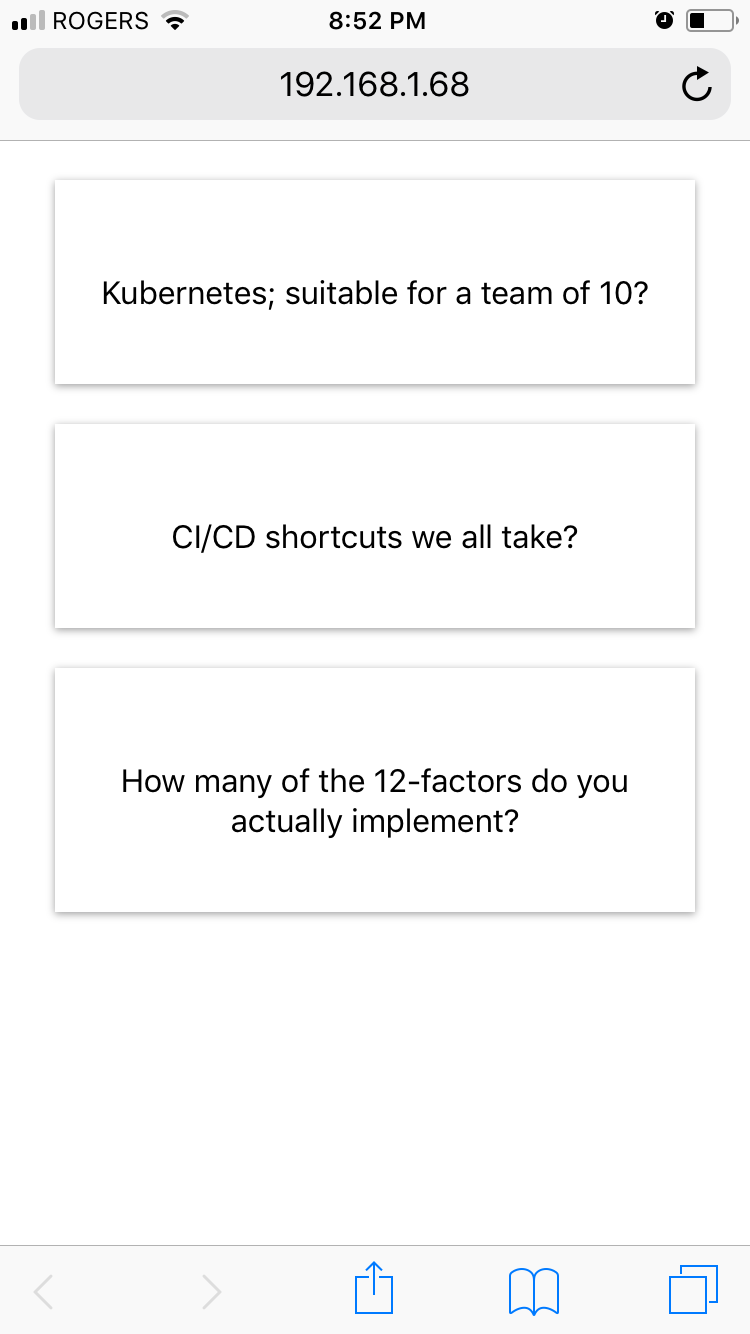 ROGERS 8:52 PM
192.168.1.68
Kubernetes; suitable for a team of 10?
CI/CD shortcuts we all take?
How many of the 12-factors do you
actually implement?